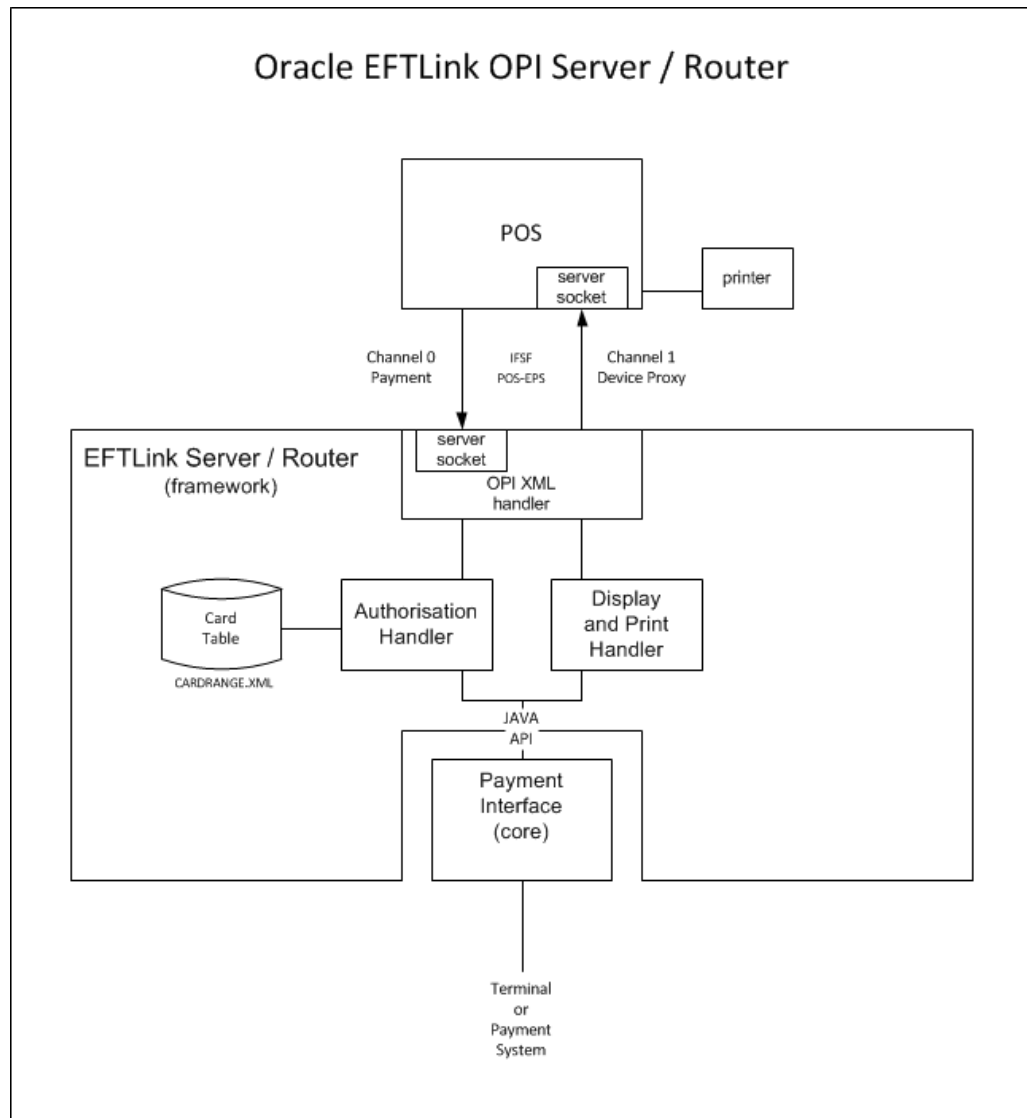 Oracle EFTLink OPI Server / Router
POS
server
socket
printer
Channel 0
Payment
IFSF
POS-EPS
Channel 1
Device Proxy
EFTLink Server / Router
(framework)
server
socket
OPI XML
handler
Card
Table
CARDRANGE.XML
Authorisation
Handler
Display
and Print
Handler
JAVA
API
Payment
Interface
(core)
Terminal
or
Payment
System